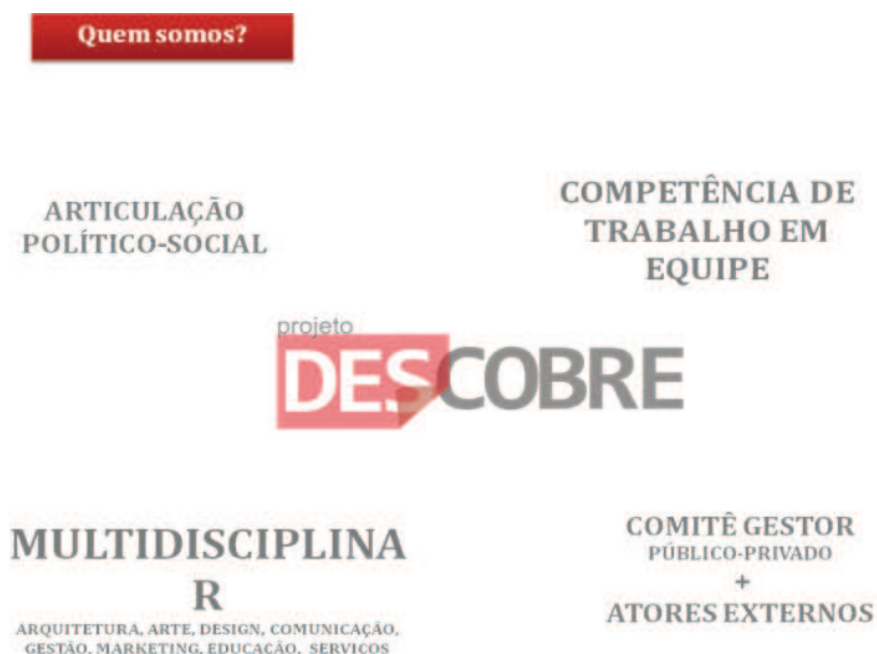 Quem somos?
ARTICULAÇÃO
POLÍTICO-SOCIAL
COMPETÊNCIA DE
TRABALHO EM
EQUIPE
projeto
DESCOBRE
MULTIDISCIPLINA
R
ARQUITETURA, ARTE, DESIGN, COMUNICAÇÃO,
GESTÃO, MARKETING, EDUCAÇÃO, SERVIÇOS
COMITÊ GESTOR
PÚBLICO-PRIVADO
+
ATORES EXTERNOS